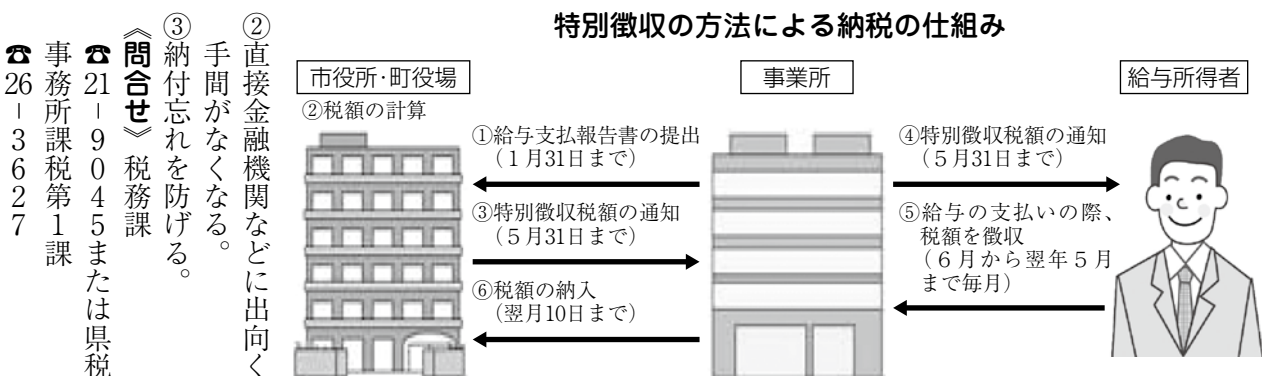 特別徴収の方法による納税の仕組み
市役所・町役場
②税額の計算
事業所
給与所得者
①給与支払報告書の提出
(1月31日まで)
③特別徴収税額の通知
(5月31日まで)
⑥税額の納入
(翌月10日まで)
④特別徴収税額の通知
(5月31日まで)
⑤給与の支払いの際、
税額を徴収
(6月から翌年5月
まで毎月)
②直接金融機関などに出向く
手間がなくなる。
③納付忘れを防げる。
《問合せ》税務課
☎21-9045または県税
事務所課税第1課
☎26-3627